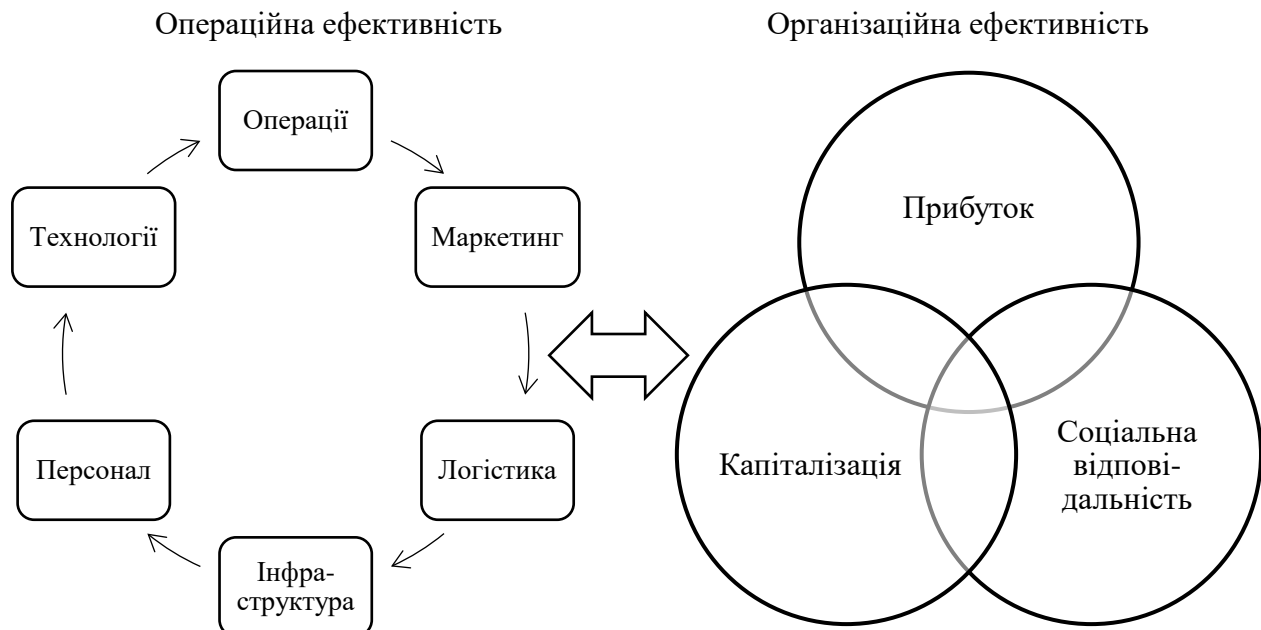 Операційна ефективність
Організаційна ефективність
Операції
Маркетинг
Логістика
Інфра-
структура
Персонал
Технології
Прибуток
Капіталізація
Соціальна
відпові-
дальність